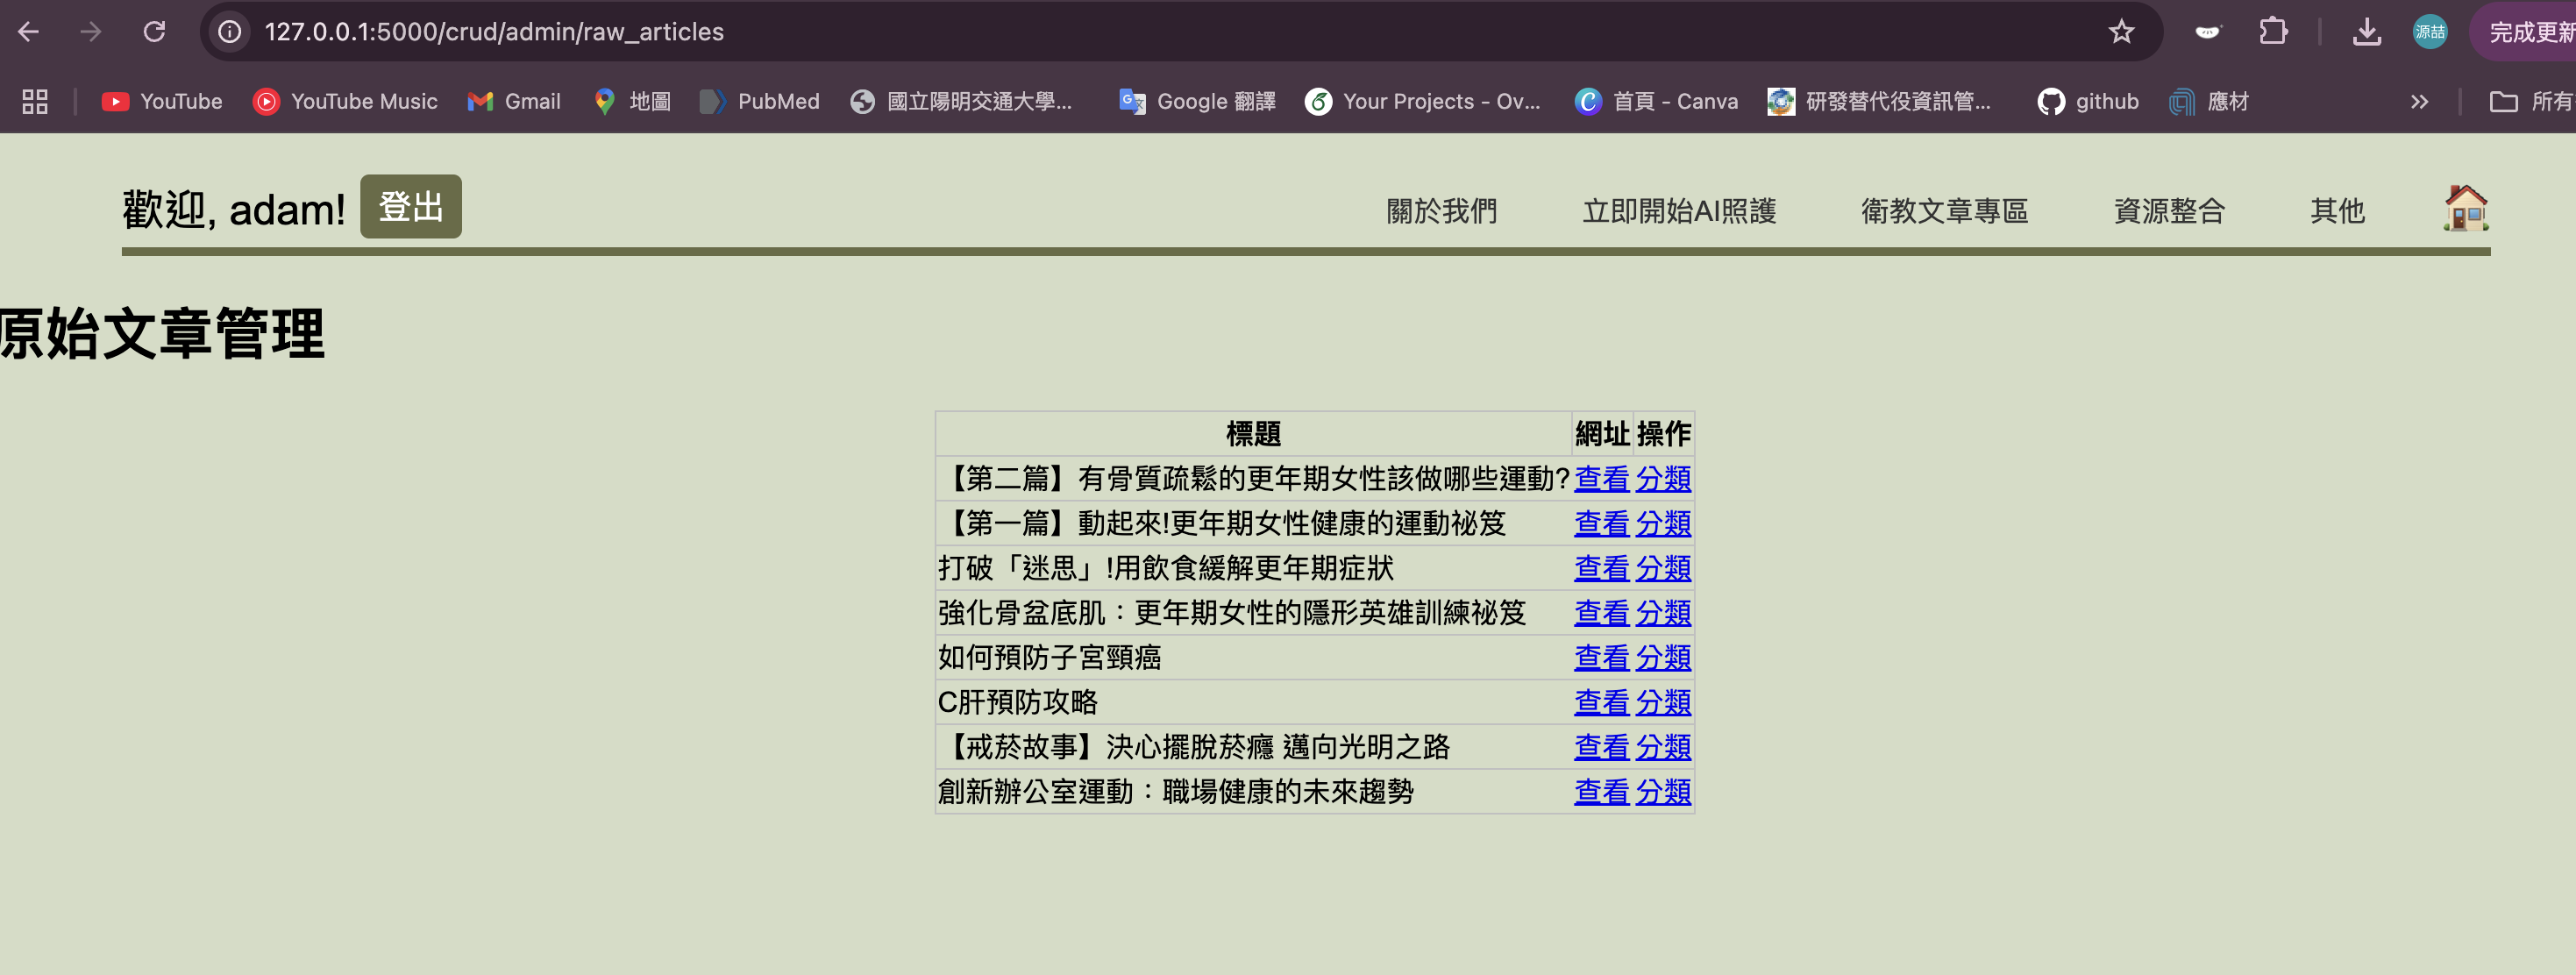 127.0.0.1:5000/crud/admin/raw_articles
源喆
完成更新
YouTube
YouTube Music
Gmail
地圖
PubMed
國立陽明交通大學...
Google 翻譯
Your Projects - Ov...
首頁 - Canva
研發替代役資訊管...
github
應材
所有
歡迎, adam! 登出
關於我們
立即開始AI照護
衛教文章專區
資源整合
其他
原始文章管理
標題 網址 操作
【第二篇】有骨質疏鬆的更年期女性該做哪些運動? 查看 分類
【第一篇】動起來!更年期女性健康的運動祕笈 查看 分類
打破「迷思」!用飲食緩解更年期症狀 查看 分類
強化骨盆底肌：更年期女性的隱形英雄訓練祕笈 查看 分類
如何預防子宮頸癌 查看 分類
C肝預防攻略 查看 分類
【戒菸故事】決心擺脫菸癮 邁向光明之路 查看 分類
創新辦公室運動：職場健康的未來趨勢 查看 分類